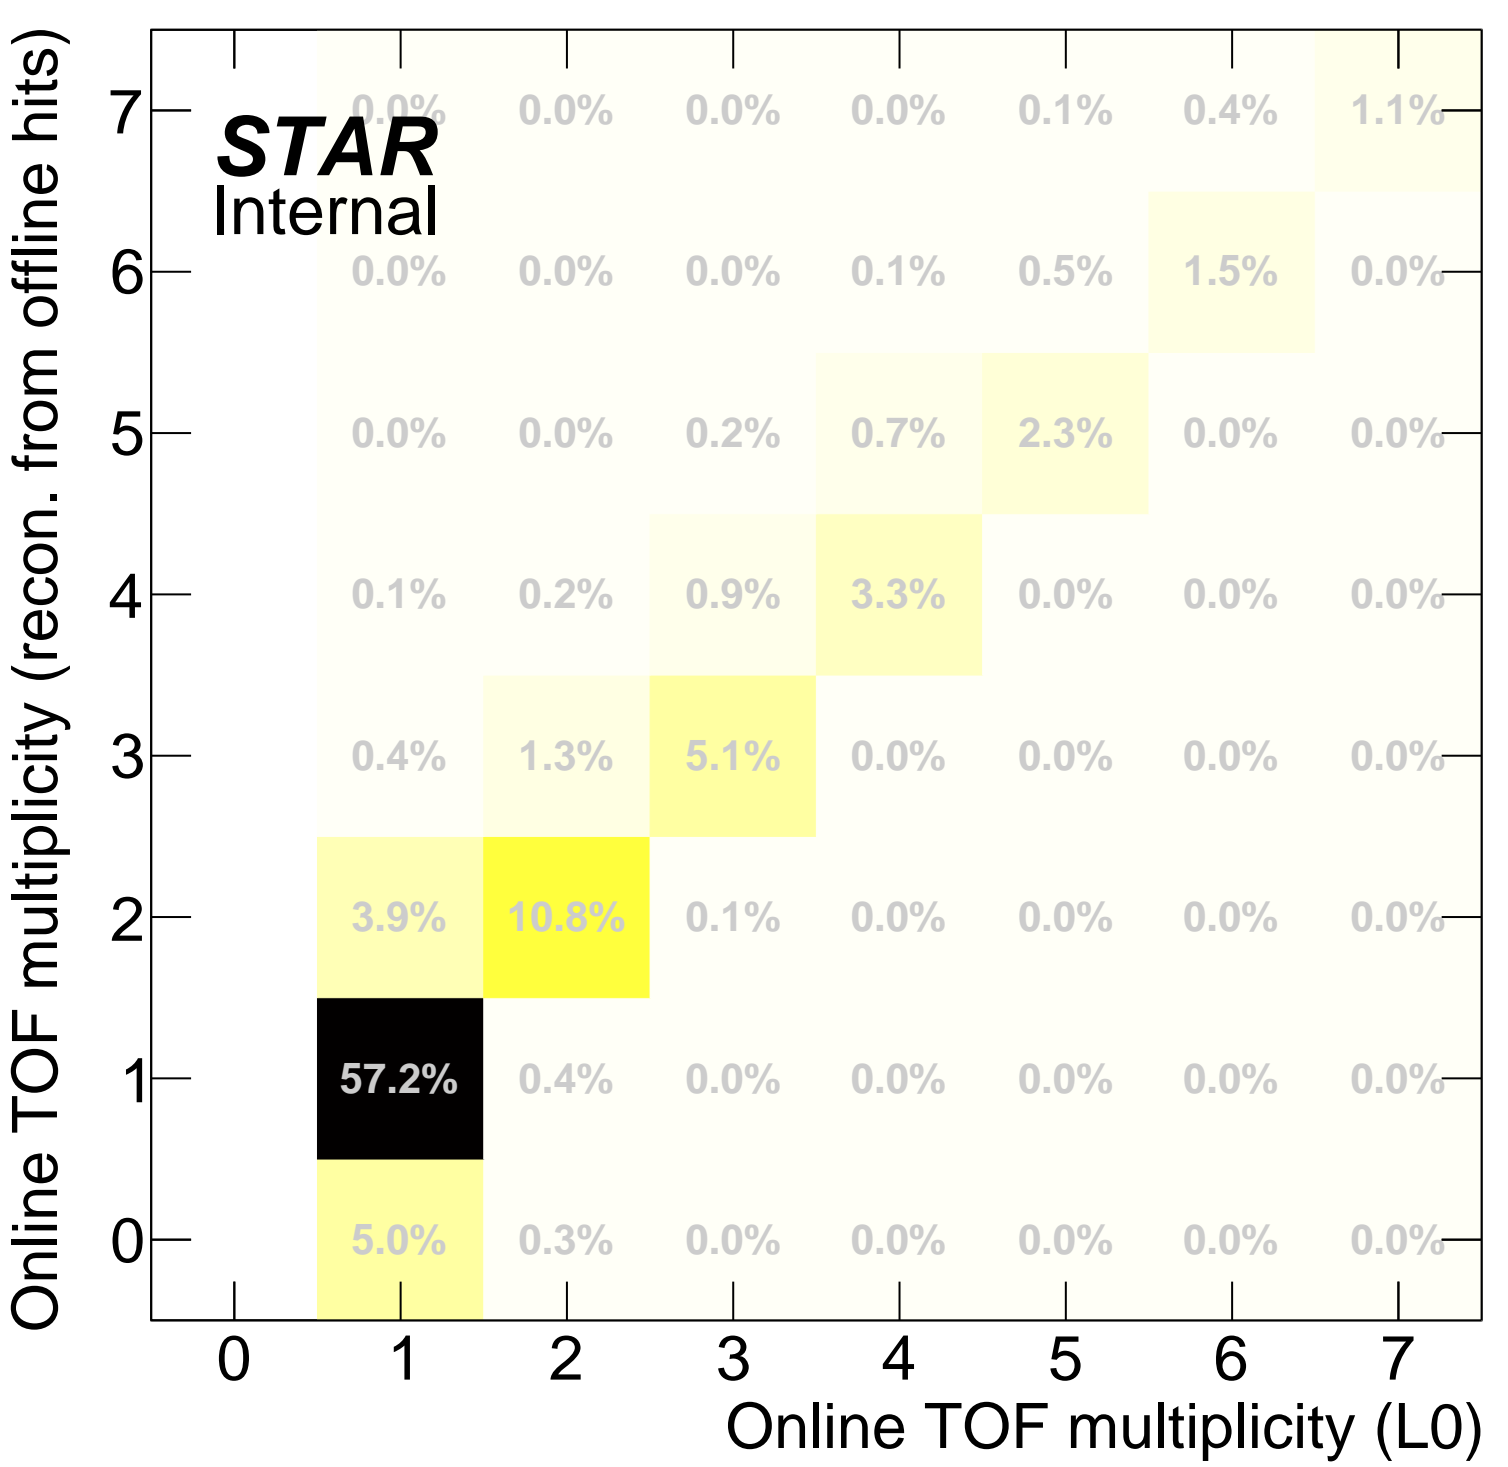 Online TOF multiplicity (recon. from offline hits)
STAR
Internal
7 0.0% 0.0% 0.0% 0.0% 0.1% 0.4% 1.1%
6 0.0% 0.0% 0.0% 0.1% 0.5% 1.5% 0.0%
5 0.0% 0.0% 0.2% 0.7% 2.3% 0.0% 0.0%
4 0.1% 0.2% 0.9% 3.3% 0.0% 0.0% 0.0%
3 0.4% 1.3% 5.1% 0.0% 0.0% 0.0% 0.0%
2 3.9% 10.8% 0.1% 0.0% 0.0% 0.0% 0.0%
1 57.2% 0.4% 0.0% 0.0% 0.0% 0.0% 0.0%
0 5.0% 0.3% 0.0% 0.0% 0.0% 0.0% 0.0%
0 1 2 3 4 5 6 7
Online TOF multiplicity (L0)